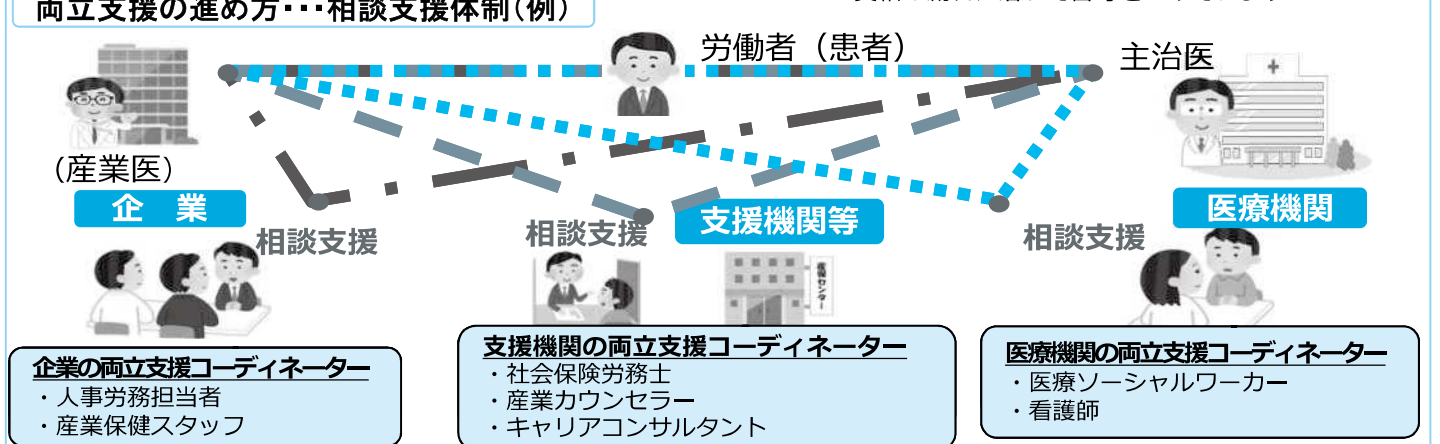 両立支援の進め方･･･相談支援体制(例)
労働者（患者）
主治医
(産業医)
企　業
支援機関等
医療機関
相談支援
相談支援
相談支援
産保センター
企業の両立支援コーディネーター
・人事労務担当者
・産業保健スタッフ
支援機関の両立支援コーディネーター
・社会保険労務士
・産業カウンセラー
・キャリアコンサルタント
医療機関の両立支援コーディネーター
・医療ソーシャルワーカー
・看護師